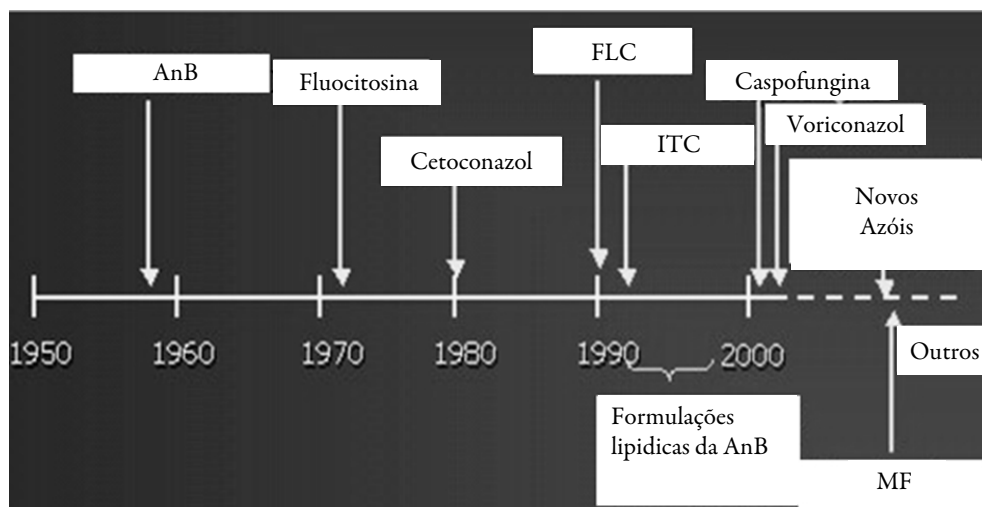 AnB
Fluocitosina
Cetoconazol
FLC
ITC
Caspofungina
Voriconazol
Novos
Azóis
1950
1960
1970
1980
1990
2000
Outros
Formulações
lipidicas da AnB
MF